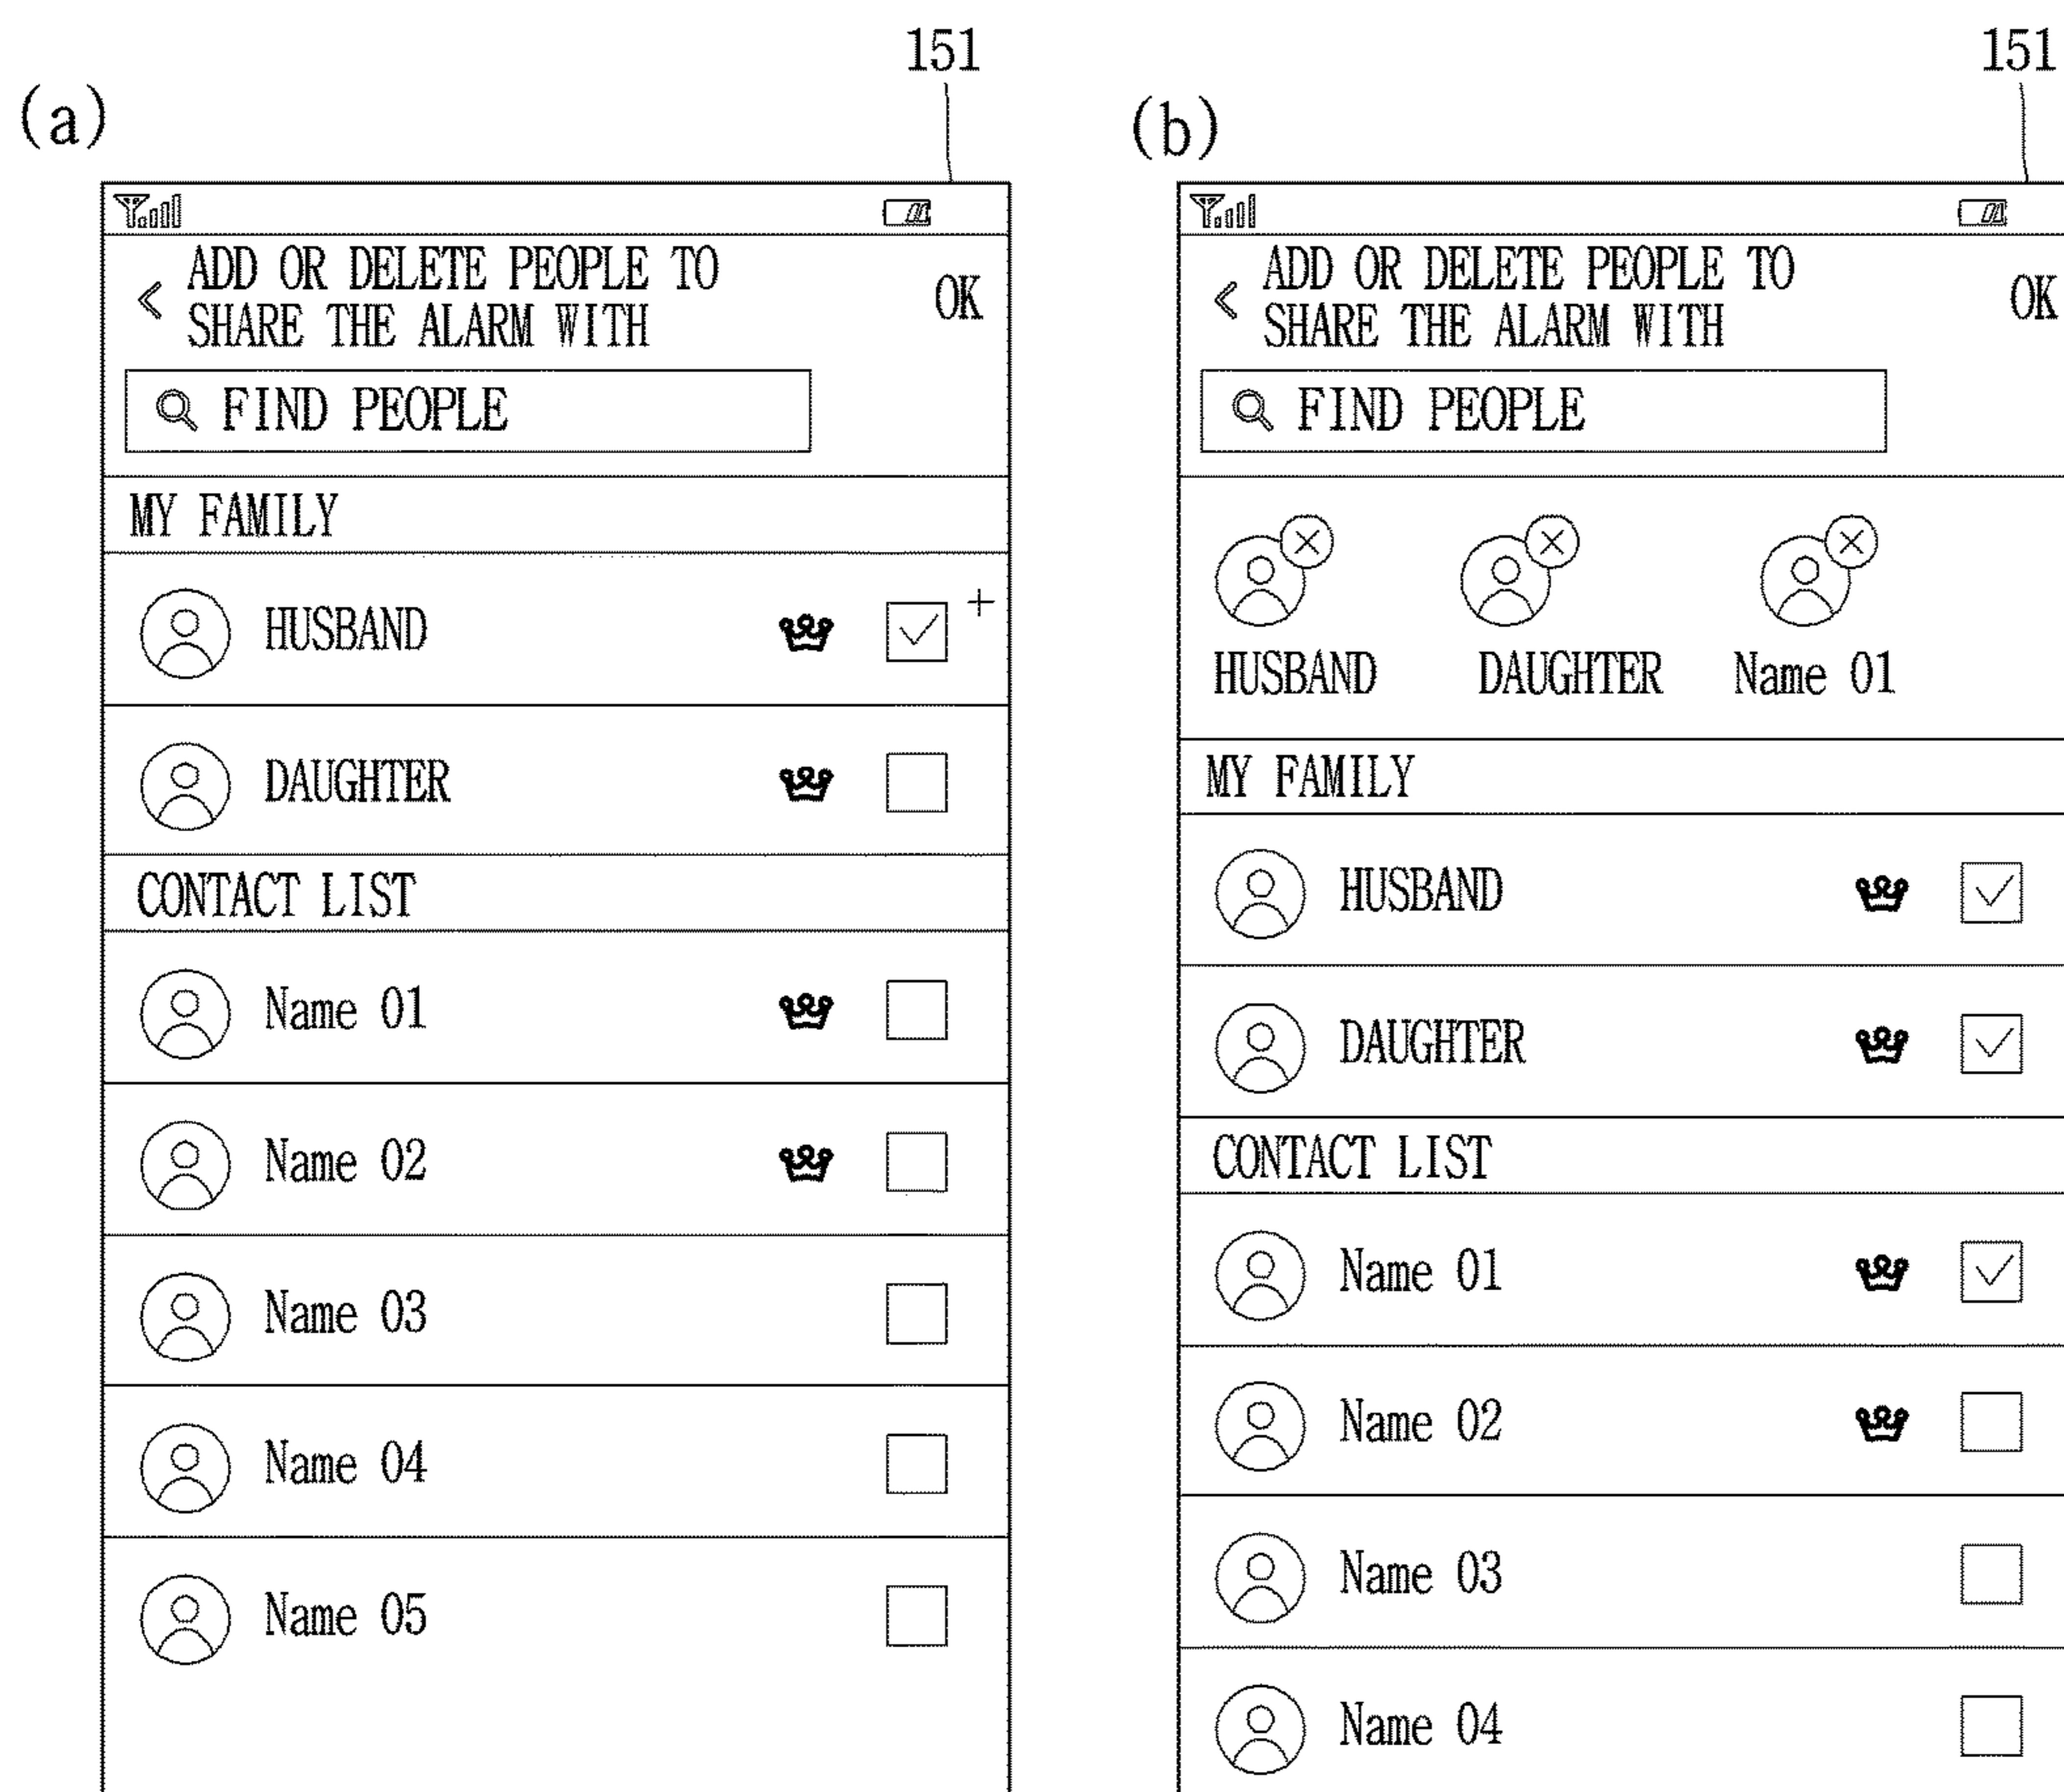 (a)
151
ADD OR DELETE PEOPLE TO
SHARE THE ALARM WITH
OK
FIND PEOPLE
MY FAMILY
HUSBAND
+
DAUGHTER
CONTACT LIST
Name 01
Name 02
Name 03
Name 04
Name 05
(b)
151
ADD OR DELETE PEOPLE TO
SHARE THE ALARM WITH
OK
FIND PEOPLE
HUSBAND DAUGHTER Name 01
MY FAMILY
HUSBAND
DAUGHTER
CONTACT LIST
Name 01
Name 02
Name 03
Name 04